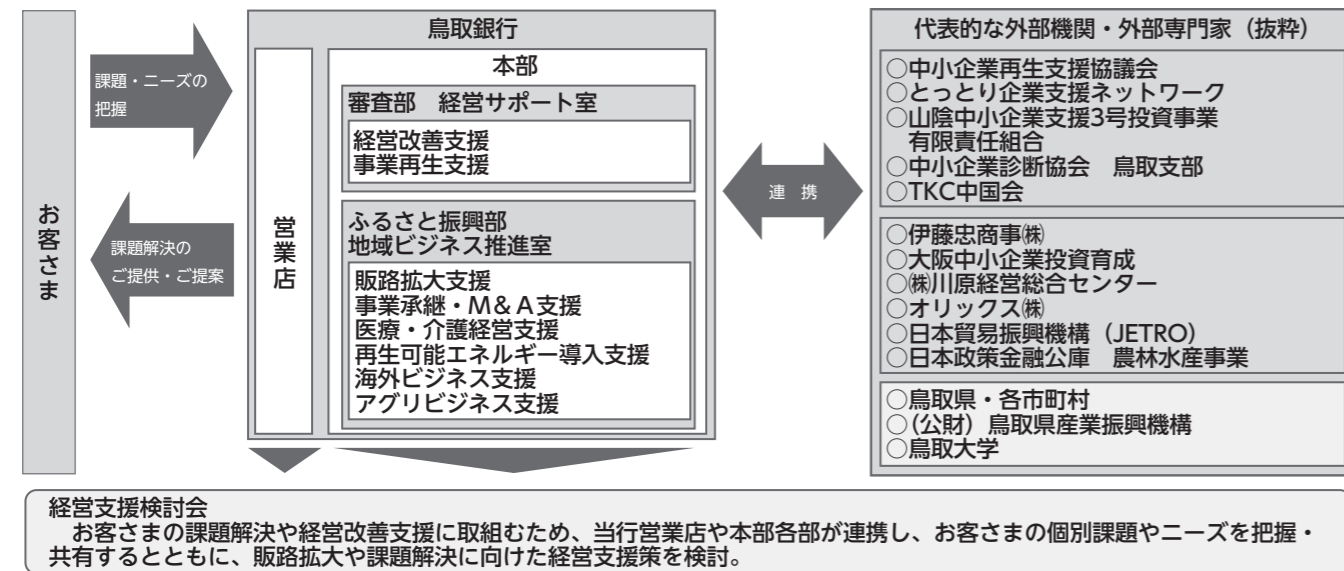 お客さま
課題・ニーズの
把握
課題解決の
ご提供・ご提案
鳥取銀行
営業店
本部
審査部　経営サポート室
経営改善支援
事業再生支援
ふるさと振興部
地域ビジネス推進室
販路拡大支援
事業承継・M＆A支援
医療・介護経営支援
再生可能エネルギー導入支援
海外ビジネス支援
アグリビジネス支援
連　携
代表的な外部機関・外部専門家（抜粋）
○中小企業再生支援協議会
○とっとり企業支援ネットワーク
○山陰中小企業支援3号投資事業
有限責任組合
○中小企業診断協会　鳥取支部
○TKC中国会
○伊藤忠商事㈱
○大阪中小企業投資育成
○㈱川原経営総合センター
○オリックス㈱
○日本貿易振興機構（JETRO）
○日本政策金融公庫　農林水産事業
○鳥取県・各市町村
○（公財）鳥取県産業振興機構
○鳥取大学
経営支援検討会
お客さまの課題解決や経営改善支援に取組むため、当行営業店や本部各部が連携し、お客さまの個別課題やニーズを把握・
共有するとともに、販路拡大や課題解決に向けた経営支援策を検討。